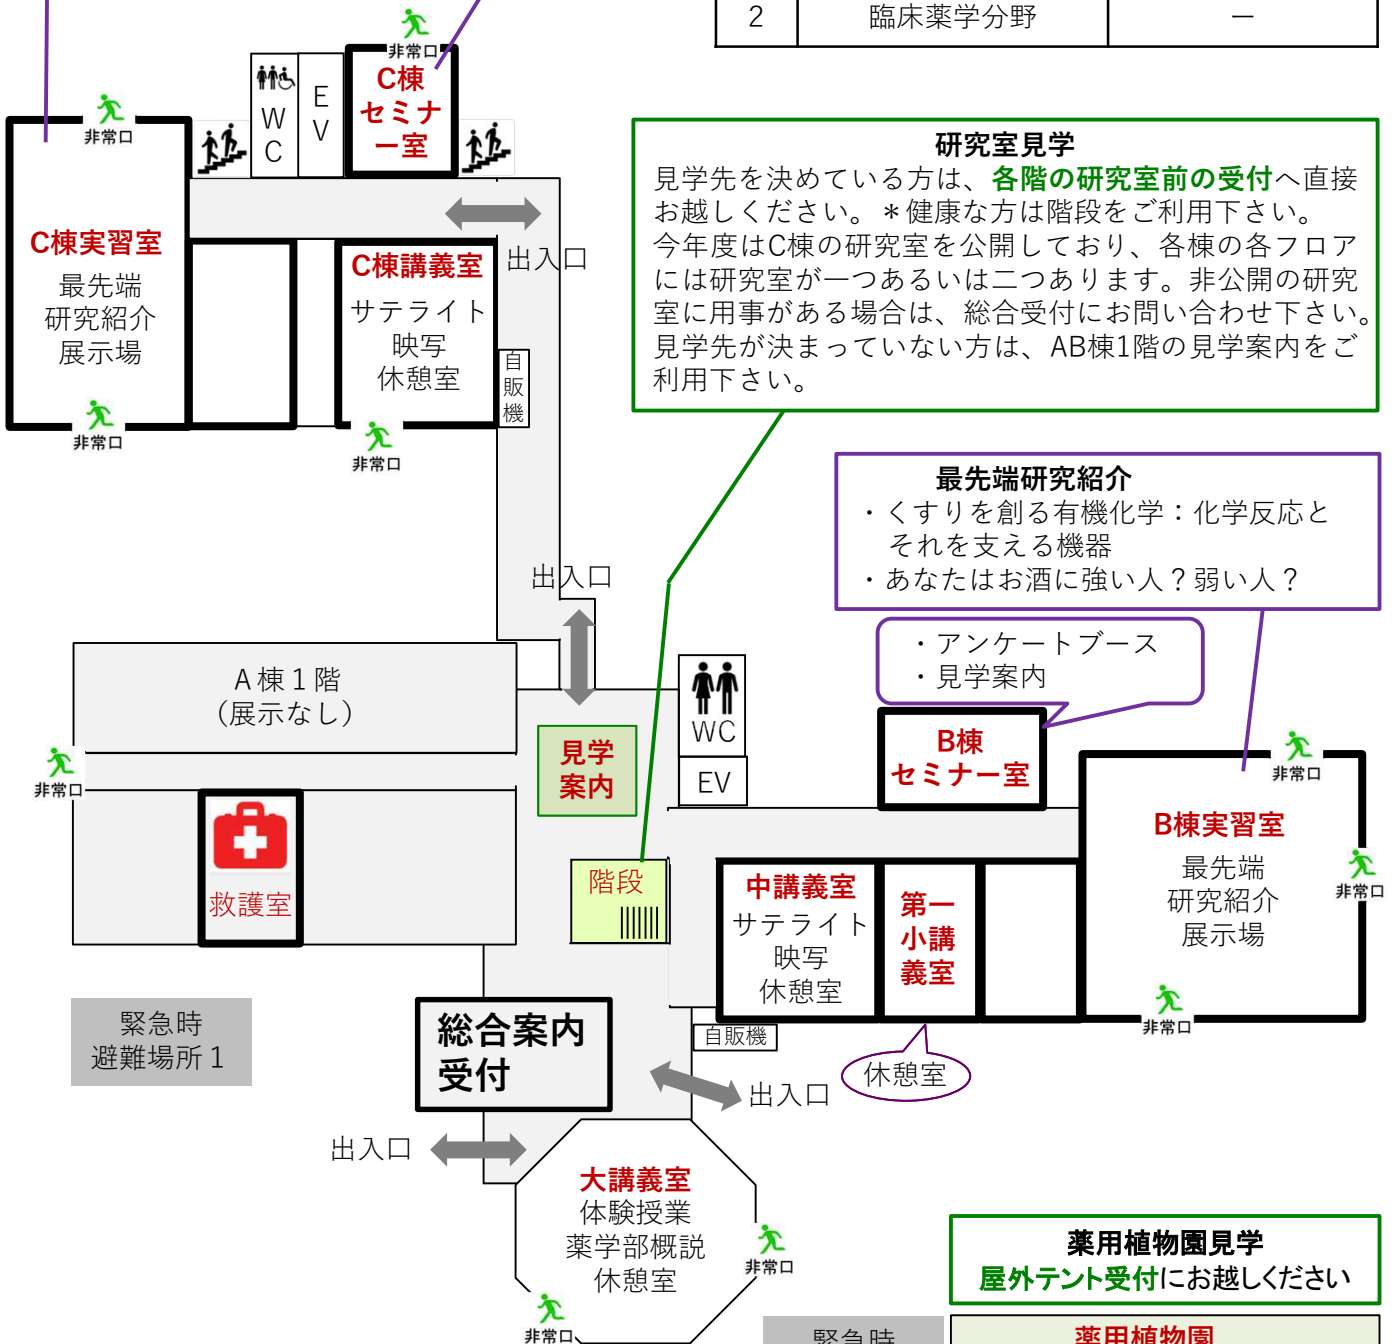 2 臨床薬学分野 ー
非常口
C棟
セミナ
ー室
WC
EV
非常口
研究室見学
見学先を決めている方は、各階の研究室前の受付へ直接
お越しください。＊健康な方は階段をご利用下さい。
今年度はC棟の研究室を公開しており、各棟の各フロア
には研究室が一つあるいは二つあります。非公開の研究
室に用事がある場合は、総合受付にお問い合わせ下さい。
見学先が決まっていない方は、AB棟1階の見学案内をご
利用下さい。
C棟実習室
最先端
研究紹介
展示場
非常口
C棟講義室
サテライト
映写
休憩室
非常口
出入口
自販機
最先端研究紹介
・くすりを創る有機化学：化学反応と
それを支える機器
・あなたはお酒に強い人？弱い人？
出入口
・アンケートブース
・見学案内
A棟１階
（展示なし）
WC
EV
見学
案内
B棟
セミナー室
非常口
非常口
B棟実習室
最先端
研究紹介
展示場
非常口
非常口
救護室
階段
中講義室
サテライト
映写
休憩室
第一
小講
義室
休憩室
緊急時
避難場所１
総合案内
受付
自販機
出入口
出入口
大講義室
体験授業
薬学部概説
休憩室
非常口
非常口
薬用植物園見学
屋外テント受付にお越しください
緊急時
薬用植物園